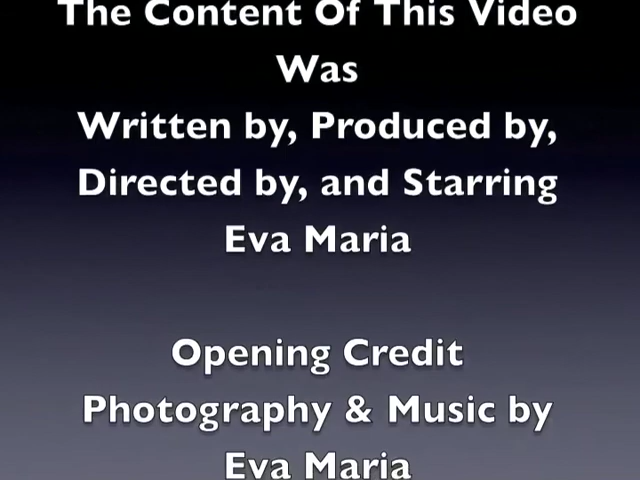 The Content Of This Video
Was
Written by, Produced by,
Directed by, and Starring
Eva Maria
Opening Credit
Photography & Music by
Eva Maria